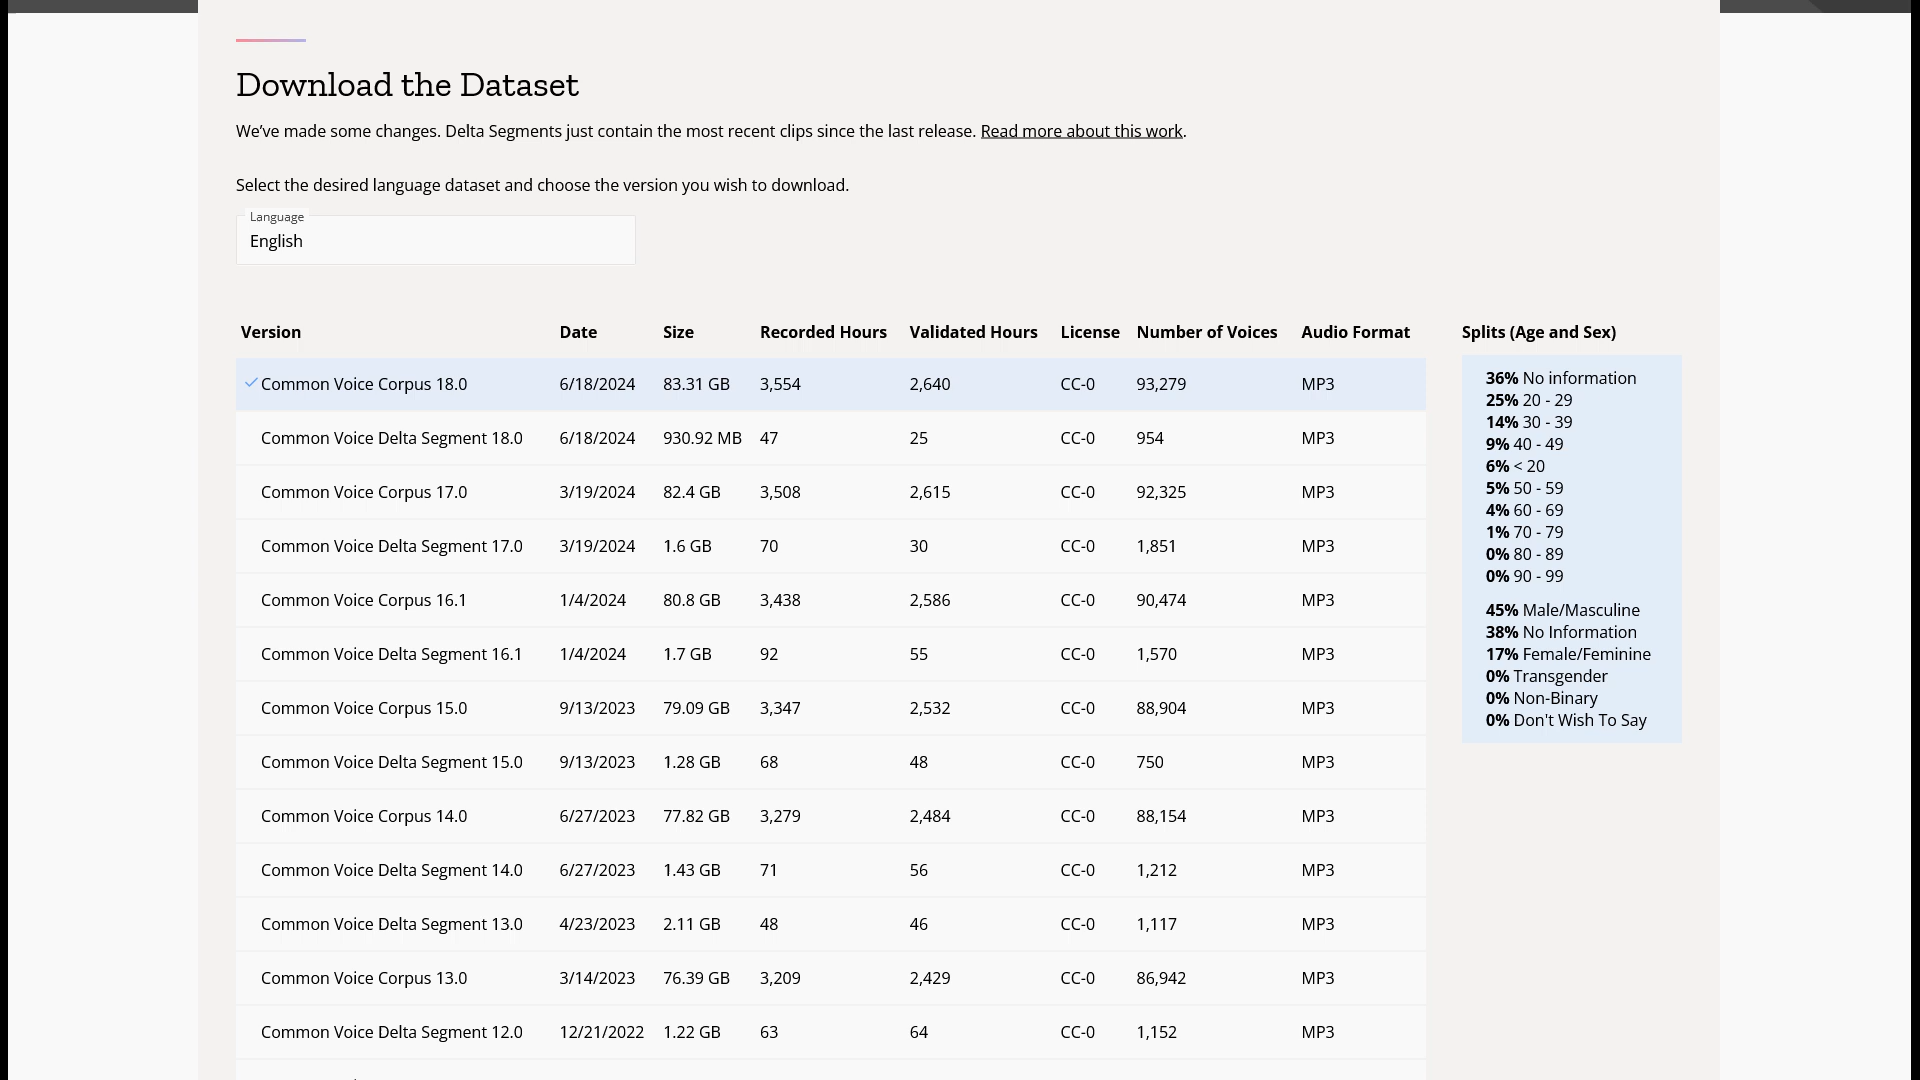 Download the Dataset
We've made some changes. Delta Segments just contain the most recent clips since the last release. Read more about this work.
Select the desired language dataset and choose the version you wish to download.
Language
English
Version Date Size Recorded Hours Validated Hours License Number of Voices Audio Format
Common Voice Corpus 18.0 6/18/2024 83.31 GB 3,554 2,640 CC-0 93,279 MP3
Common Voice Delta Segment 18.0 6/18/2024 930.92 MB 47 25 CC-0 954 MP3
Common Voice Corpus 17.0 3/19/2024 82.4 GB 3,508 2,615 CC-0 92,325 MP3
Common Voice Delta Segment 17.0 3/19/2024 1.6 GB 70 30 CC-0 1,851 MP3
Common Voice Corpus 16.1 1/4/2024 80.8 GB 3,438 2,586 CC-0 90,474 MP3
Common Voice Delta Segment 16.1 1/4/2024 1.7 GB 92 55 CC-0 1,570 MP3
Common Voice Corpus 15.0 9/13/2023 79.09 GB 3,347 2,532 CC-0 88,904 MP3
Common Voice Delta Segment 15.0 9/13/2023 1.28 GB 68 48 CC-0 750 MP3
Common Voice Corpus 14.0 6/27/2023 77.82 GB 3,279 2,484 CC-0 88,154 MP3
Common Voice Delta Segment 14.0 6/27/2023 1.43 GB 71 56 CC-0 1,212 MP3
Common Voice Delta Segment 13.0 4/23/2023 2.11 GB 48 46 CC-0 1,117 MP3
Common Voice Corpus 13.0 3/14/2023 76.39 GB 3,209 2,429 CC-0 86,942 MP3
Common Voice Delta Segment 12.0 12/21/2022 1.22 GB 63 64 CC-0 1,152 MP3
Splits (Age and Sex)
36% No information
25% 20 - 29
14% 30 - 39
9% 40 - 49
6% < 20
5% 50 - 59
4% 60 - 69
1% 70 - 79
0% 80 - 89
0% 90 - 99
45% Male/Masculine
38% No Information
17% Female/Feminine
0% Transgender
0% Non-Binary
0% Don't Wish To Say